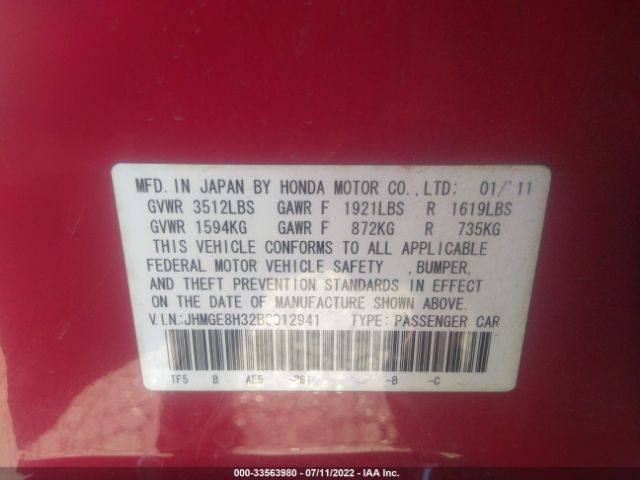 MFD. IN JAPAN BY HONDA MOTOR CO., LTD: 01/'11
GVWR 3512LBS GAWR F 1921LBS R 1619LBS
GVWR 1594KG GAWR F 872KG R 735KG
THIS VEHICLE CONFORMS TO ALL APPLICABLE
FEDERAL MOTOR VEHICLE SAFETY , BUMPER,
AND THEFT PREVENTION STANDARDS IN EFFECT
ON THE DATE OF MANUFACTURE SHOWN ABOVE.
V.I.N.: TYPE: PASSENGER CAR
TF5 B AE5 -B -C
000-33563980 - 07/11/2022 - IAA Inc.